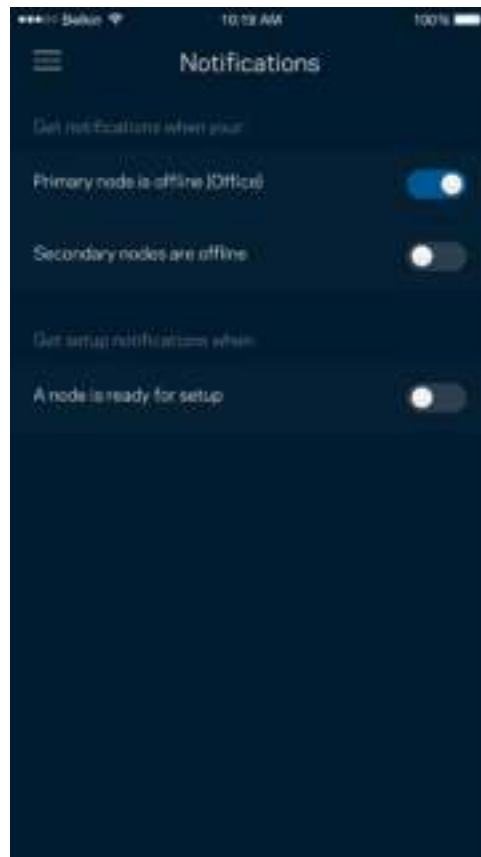 Belkin 10:19 AM 100%
Notifications
Get notifications when your:
Primary node is offline (Office)
Secondary nodes are offline
Get setup notifications when:
A node is ready for setup